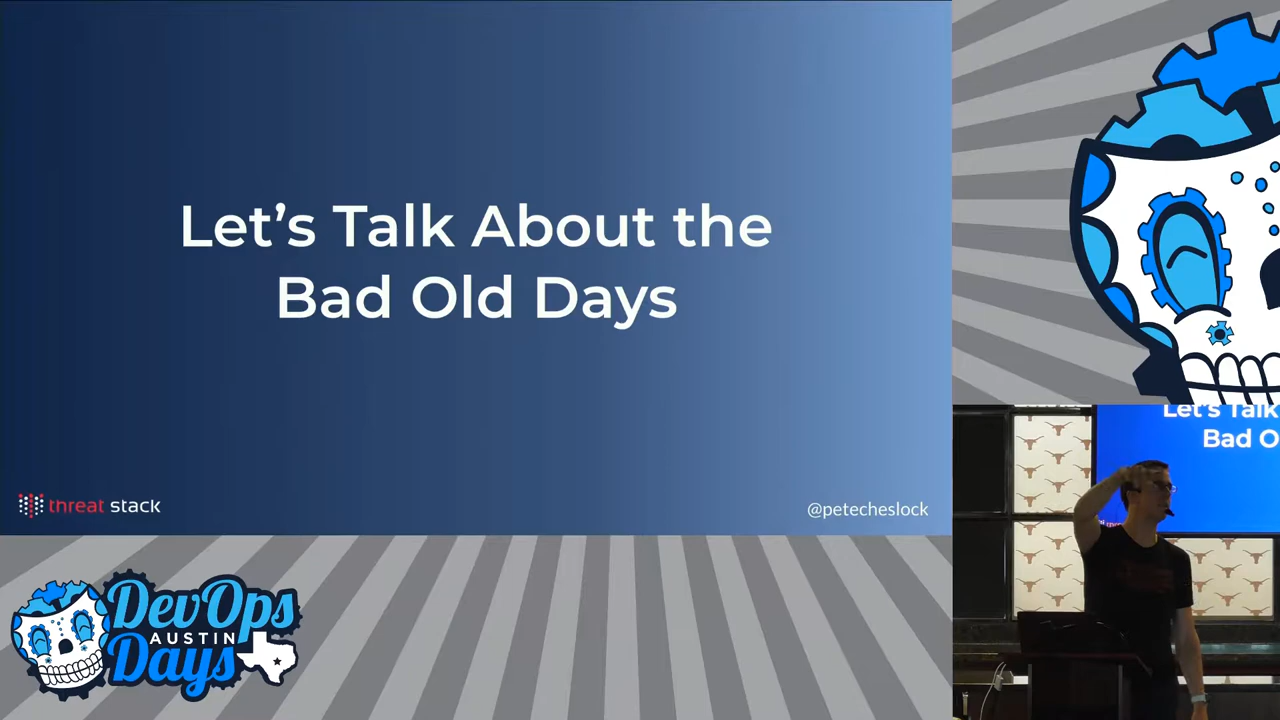 Let's Talk About the
Bad Old Days
threat stack
@petecheslock
DevOps
AUSTIN
Days
Let's Talk
Bad O